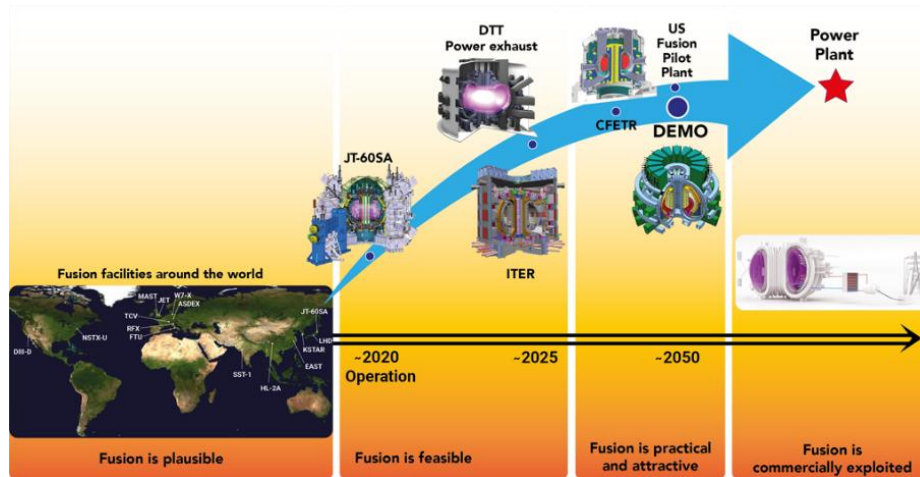 DTT
Power exhaust
US
Fusion
Pilot
Plant
Power
Plant
JT-60SA
CFETR
DEMO
ITER
Fusion facilities around the world
MAST
JET
W7-X
ASDEX
TCV
RFX
FTU
NSTX-U
DIII-D
JT-60SA
LHD
KSTAR
EAST
SST-1
HL-2A
~2020
Operation
~2025
~2050
Fusion is plausible
Fusion is feasible
Fusion is practical
and attractive
Fusion is
commercially exploited